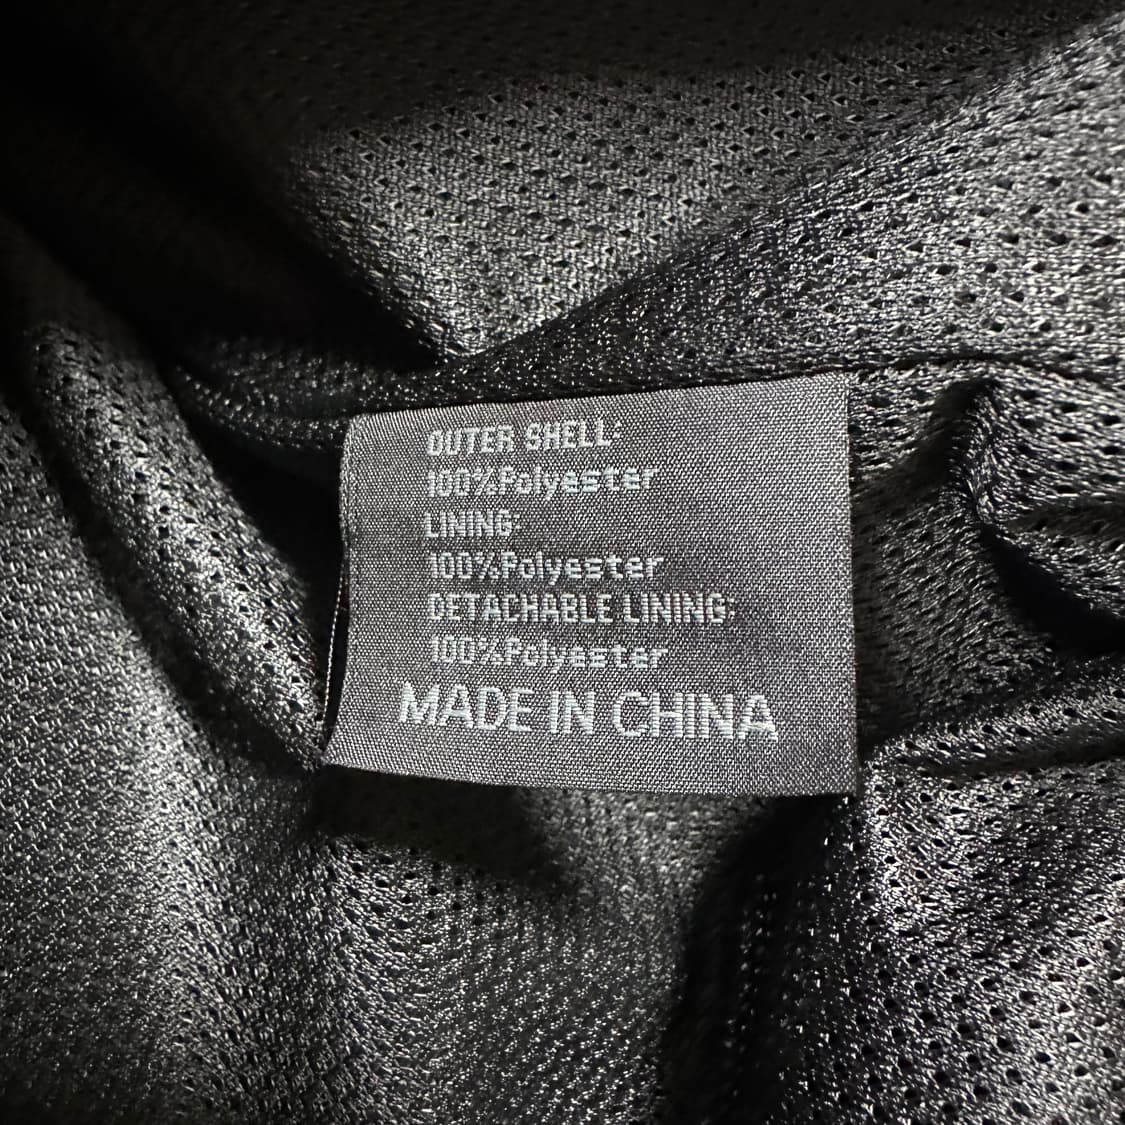 OUTER SHELL:
100%Polyester
LINING:
100%Polyester
DETACHABLE LINING:
100%Polyester
MADE IN CHINA